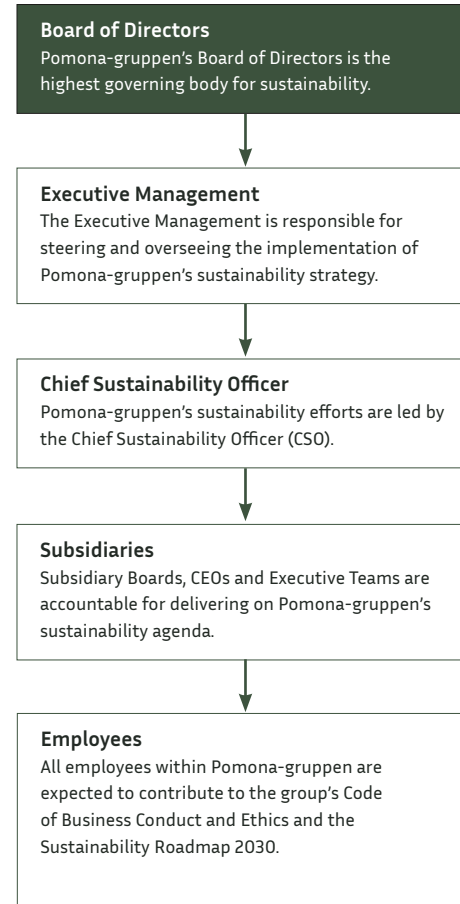 Board of Directors
Pomona-gruppen’s Board of Directors is the
highest governing body for sustainability.
Executive Management
The Executive Management is responsible for
steering and overseeing the implementation of
Pomona-gruppen’s sustainability strategy.
Chief Sustainability Officer
Pomona-gruppen’s sustainability efforts are led by
the Chief Sustainability Officer (CSO).
Subsidiaries
Subsidiary Boards, CEOs and Executive Teams are
accountable for delivering on Pomona-gruppen’s
sustainability agenda.
Employees
All employees within Pomona-gruppen are
expected to contribute to the group’s Code
of Business Conduct and Ethics and the
Sustainability Roadmap 2030.